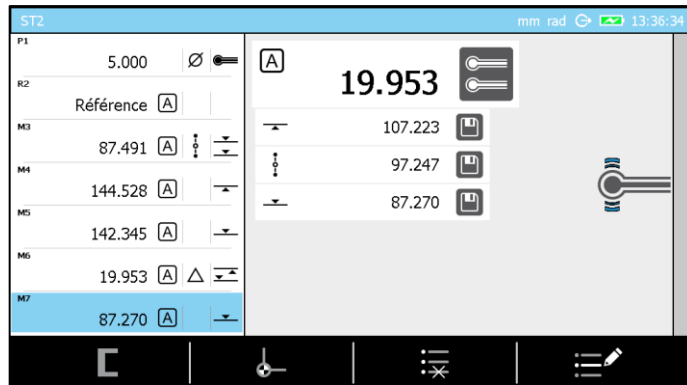 ST2
mm rad 13:36:34
P1
5.000
R2
Référence A
M3
87.491 A
M4
144.528 A
M5
142.345 A
M6
19.953 A
M7
87.270 A
A
19.953
107.223
97.247
87.270